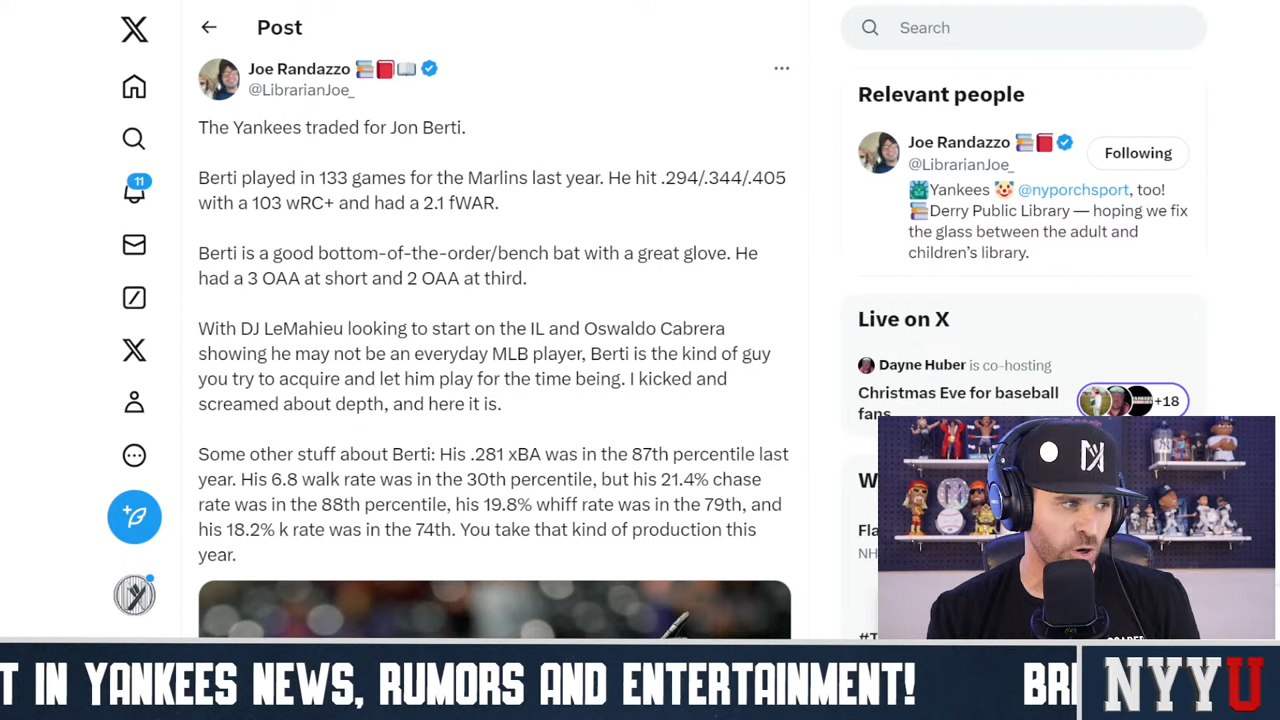 Post
Joe Randazzo
@LibrarianJoe_
The Yankees traded for Jon Berti.
Berti played in 133 games for the Marlins last year. He hit .294/.344/.405
with a 103 wRC+ and had a 2.1 fWAR.
Berti is a good bottom-of-the-order/bench bat with a great glove. He
had a 3 OAA at short and 2 OAA at third.
With DJ LeMahieu looking to start on the IL and Oswaldo Cabrera
showing he may not be an everyday MLB player, Berti is the kind of guy
you try to acquire and let him play for the time being. I kicked and
screamed about depth, and here it is.
Some other stuff about Berti: His .281 xBA was in the 87th percentile last
year. His 6.8 walk rate was in the 30th percentile, but his 21.4% chase
rate was in the 88th percentile, his 19.8% whiff rate was in the 79th, and
his 18.2% k rate was in the 74th. You take that kind of production this
year.
11
Search
Relevant people
Joe Randazzo
@LibrarianJoe_
Following
Yankees @nyporchsport, too!
Derry Public Library — hoping we fix
the glass between the adult and
children's library.
Live on X
Dayne Huber is co-hosting
Christmas Eve for baseball
fans
+18
W
Fla
NH
#T
T IN YANKEES NEWS, RUMORS AND ENTERTAINMENT!
BRE
NYYU